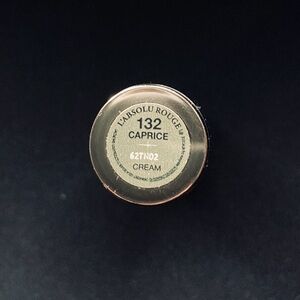 L'ABSOLU ROUGE
132
CAPRICE
62TN02
CREAM